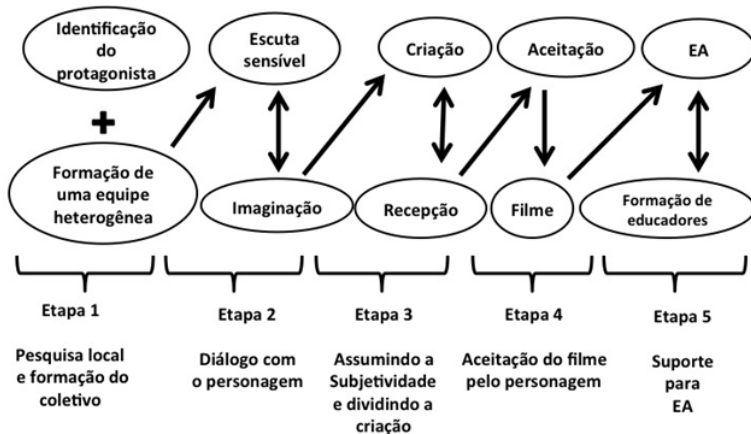 Identificação
do
protagonista
+
Formação de
uma equipe
heterogênea
Escuta
sensível
Imaginação
Criação
Recepção
Aceitação
Filme
EA
Formação de
educadores
Etapa 1
Pesquisa local
e formação do
coletivo
Etapa 2
Diálogo com
o personagem
Etapa 3
Assumindo a
Subjetividade
e dividindo a
criação
Etapa 4
Aceitação do filme
pelo personagem
Etapa 5
Suporte
para
EA